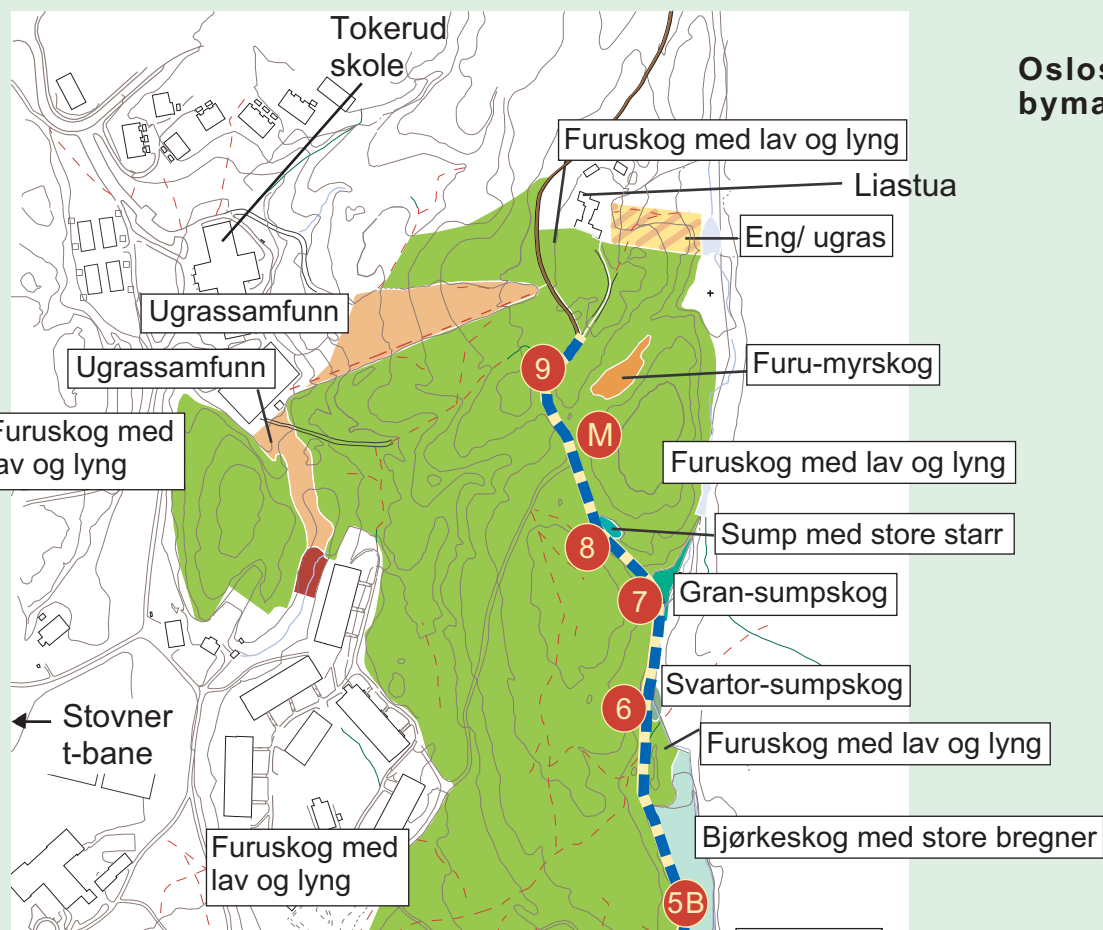 Tokerud
skole
Oslos
byma
Furuskog med lav og lyng
Liastua
Eng/ ugras
Ugrassamfunn
Ugrassamfunn
9
Furu-myrskog
Furuskog med
lav og lyng
M
Furuskog med lav og lyng
8
Sump med store starr
7
Gran-sumpskog
6
Svartor-sumpskog
Stovner
t-bane
Furuskog med lav og lyng
Bjørkeskog med store bregner
Furuskog med
lav og lyng
5B